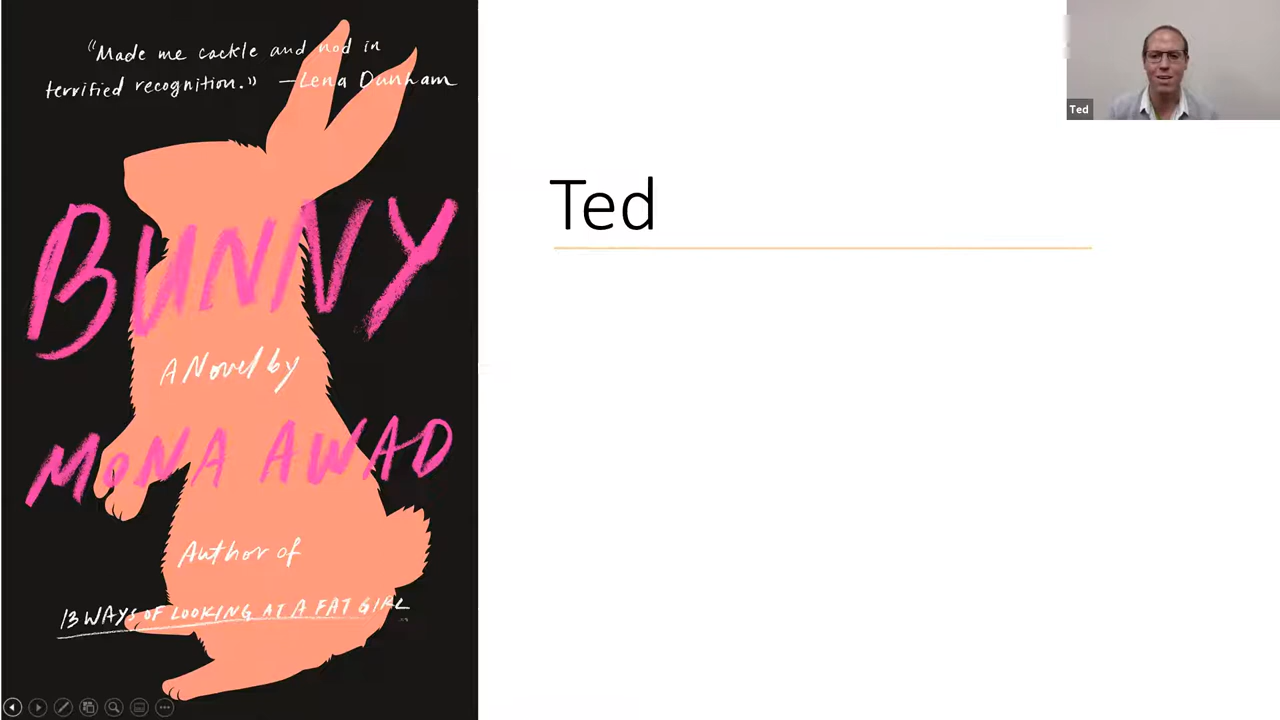 “Made me cackle and nod in
terrified recognition.” —Lena Dunham
BUNNY
A Novel by
MONA AWAD
Author of
13 WAYS OF LOOKING AT A FAT GIRL
Ted
Ted